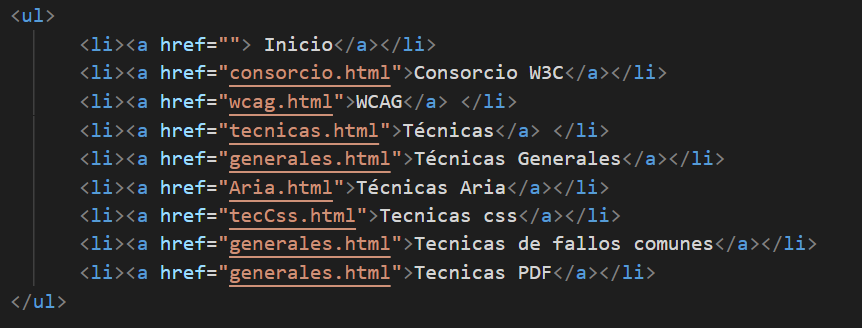 <ul>
<li><a href=""> Inicio</a></li>
<li><a href="consorcio.html">Consorcio W3C</a></li>
<li><a href="wcag.html">WCAG</a> </li>
<li><a href="tecnicas.html">Técnicas</a> </li>
<li><a href="generales.html">Técnicas Generales</a></li>
<li><a href="Aria.html">Técnicas Aria</a></li>
<li><a href="tecCss.html">Tecnicas css</a></li>
<li><a href="generales.html">Tecnicas de fallos comunes</a></li>
<li><a href="generales.html">Tecnicas PDF</a></li>
</ul>